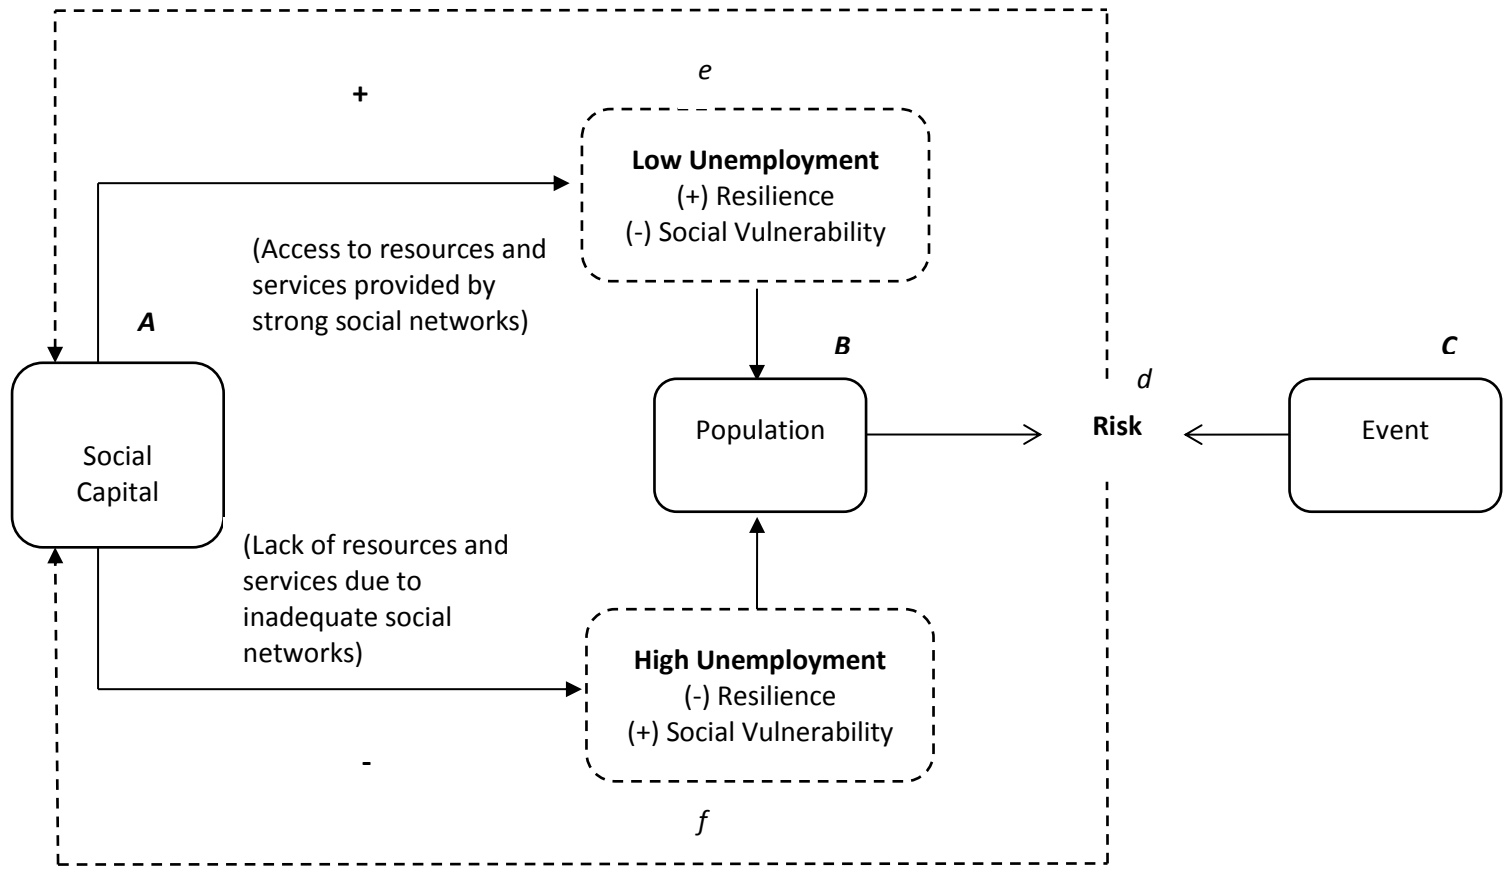 e
+
Low Unemployment
(+) Resilience
(-) Social Vulnerability
(Access to resources and
services provided by
strong social networks)
A
B
C
d
Population
Risk
Event
Social
Capital
(Lack of resources and
services due to
inadequate social
networks)
High Unemployment
(-) Resilience
(+) Social Vulnerability
-
f